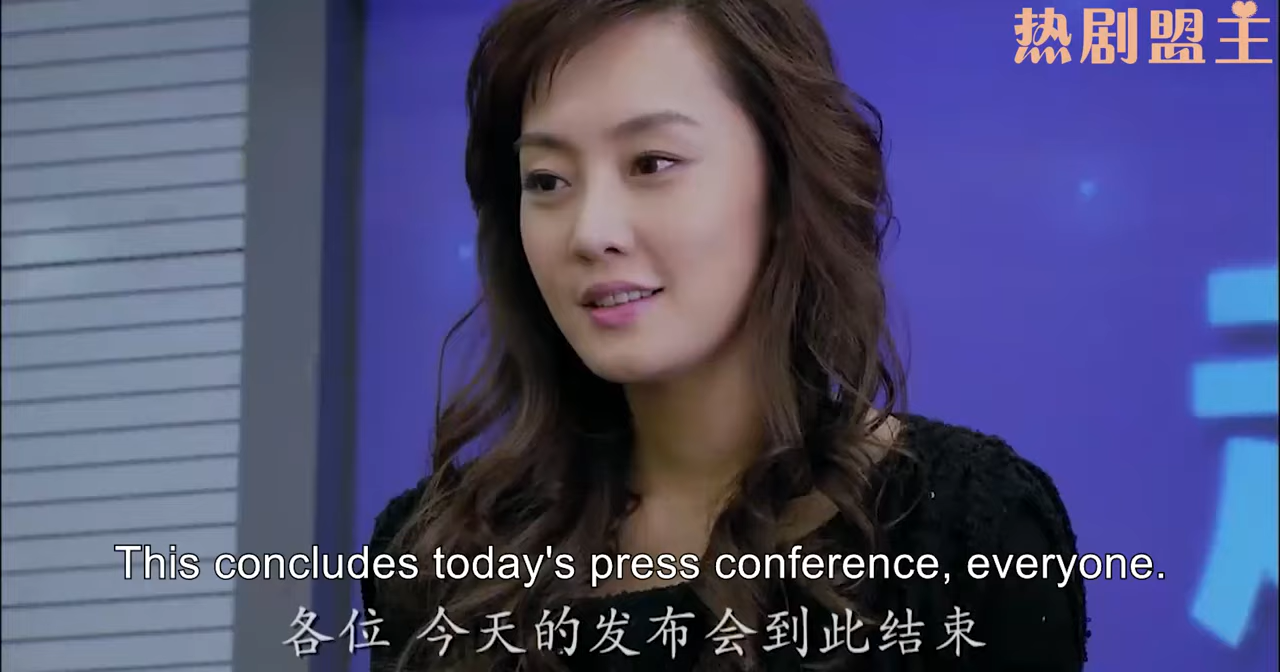 热剧盟主
This concludes today's press conference, everyone.
各位 今天的发布会到此结束